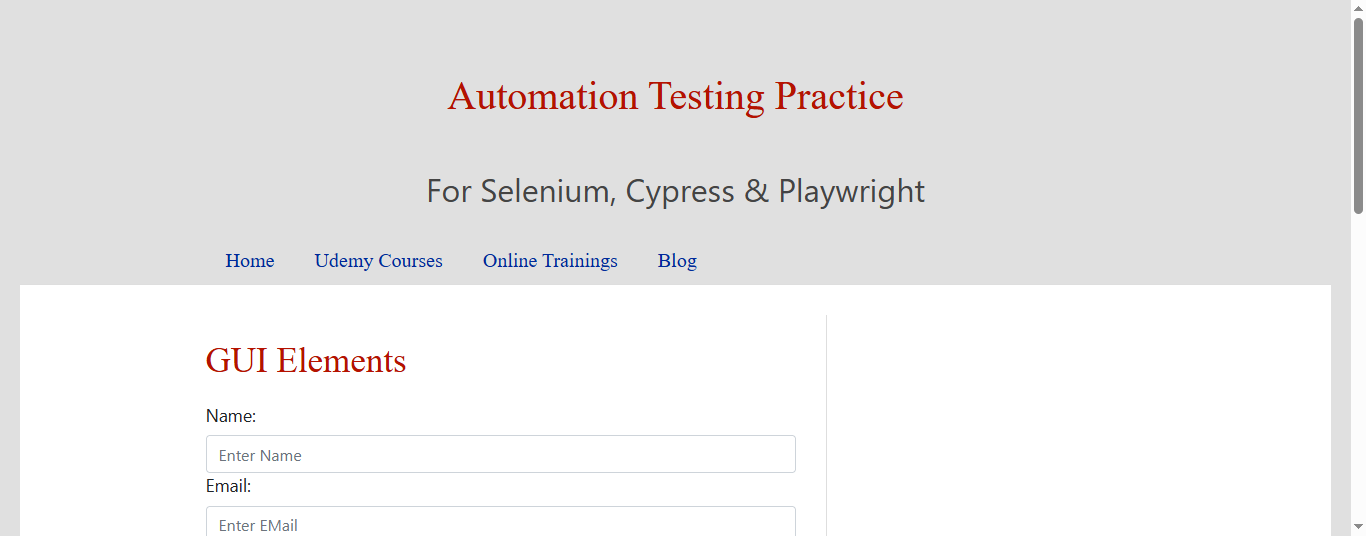 Automation Testing Practice
For Selenium, Cypress & Playwright
Home Udemy Courses Online Trainings Blog
GUI Elements
Name:
Enter Name
Email:
Enter EMail